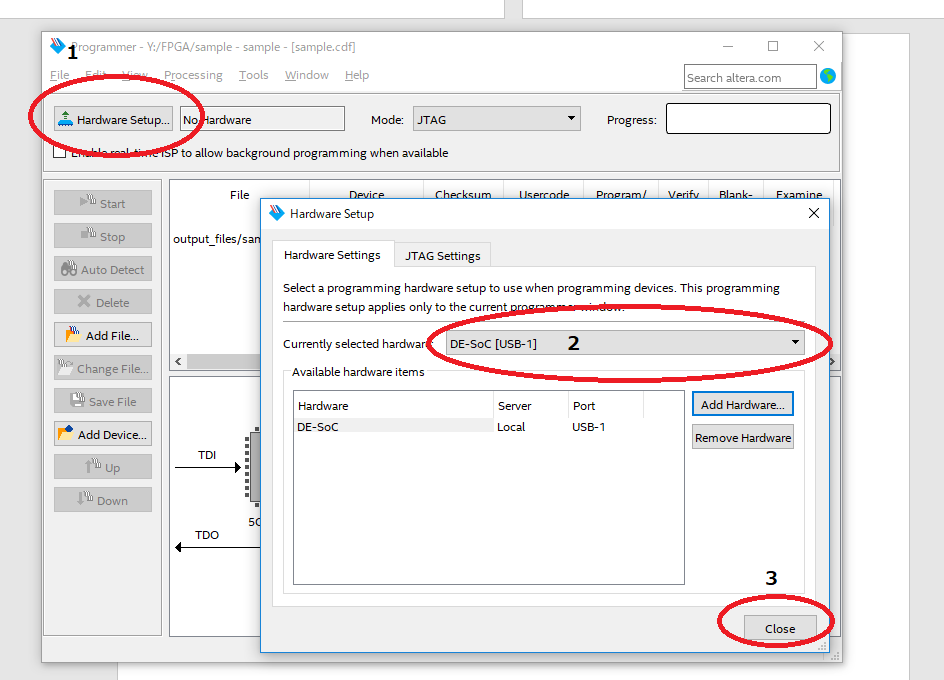 1
Programmer - Y:/FPGA/sample - sample - [sample.cdf]
File Edit View Processing Tools Window Help
Search altera.com
Hardware Setup...
No Hardware
Mode:
JTAG
Progress:
Enable real-time ISP to allow background programming when available
Start
Stop
Auto Detect
Delete
Add File...
Change File...
Save File
Add Device...
Up
Down
File Device Checksum Usercode Program/ Verify Blank- Examine
output_files/sam
TDI
TDO
5C
Hardware Setup
Hardware Settings
JTAG Settings
Select a programming hardware setup to use when programming devices. This programming
hardware setup applies only to the current programmer window.
Currently selected hardware
DE-SoC [USB-1]
2
Available hardware items
Hardware Server Port
DE-SoC Local USB-1
Add Hardware...
Remove Hardware
3
Close